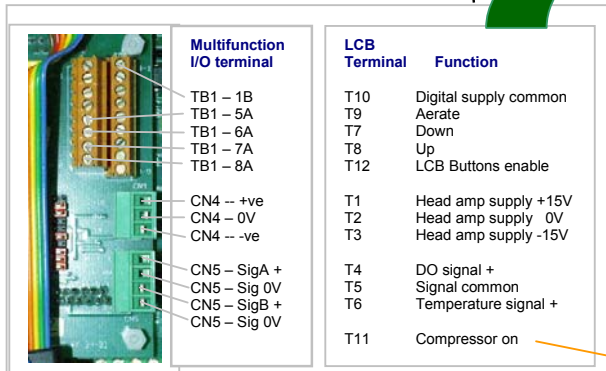 Multifunction
I/O terminal
TB1 – 1B
TB1 – 5A
TB1 – 6A
TB1 – 7A
TB1 – 8A
CN4 -- +ve
CN4 – 0V
CN4 -- -ve
CN5 – SigA +
CN5 – Sig 0V
CN5 – SigB +
CN5 – Sig 0V
LCB
Terminal Function
T10 Digital supply common
T9 Aerate
T7 Down
T8 Up
T12 LCB Buttons enable
T1 Head amp supply +15V
T2 Head amp supply 0V
T3 Head amp supply -15V
T4 DO signal +
T5 Signal common
T6 Temperature signal +
T11 Compressor on
CN4
CN5